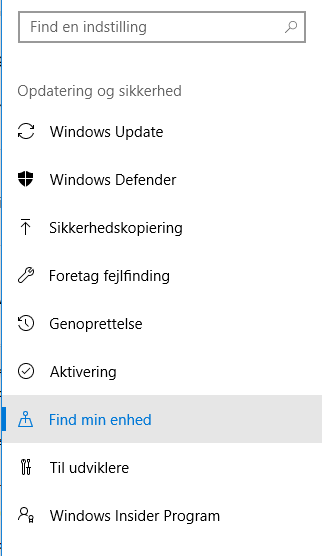 Find en indstilling
Opdatering og sikkerhed
Windows Update
Windows Defender
Sikkerhedskopiering
Foretag fejlfinding
Genoprettelse
Aktivering
Find min enhed
Til udviklere
Windows Insider Program